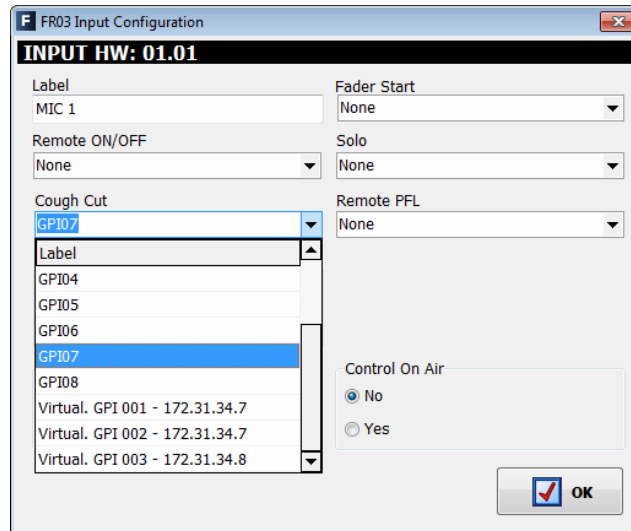 F FR03 Input Configuration
INPUT HW: 01.01
Label
MIC 1
Fader Start
None
Remote ON/OFF
None
Solo
None
Cough Cut
GPI07
Remote PFL
None
Label
GPI04
GPI05
GPI06
GPI07
GPI08
Virtual. GPI 001 - 172.31.34.7
Virtual. GPI 002 - 172.31.34.7
Virtual. GPI 003 - 172.31.34.8
Control On Air
No
Yes
OK